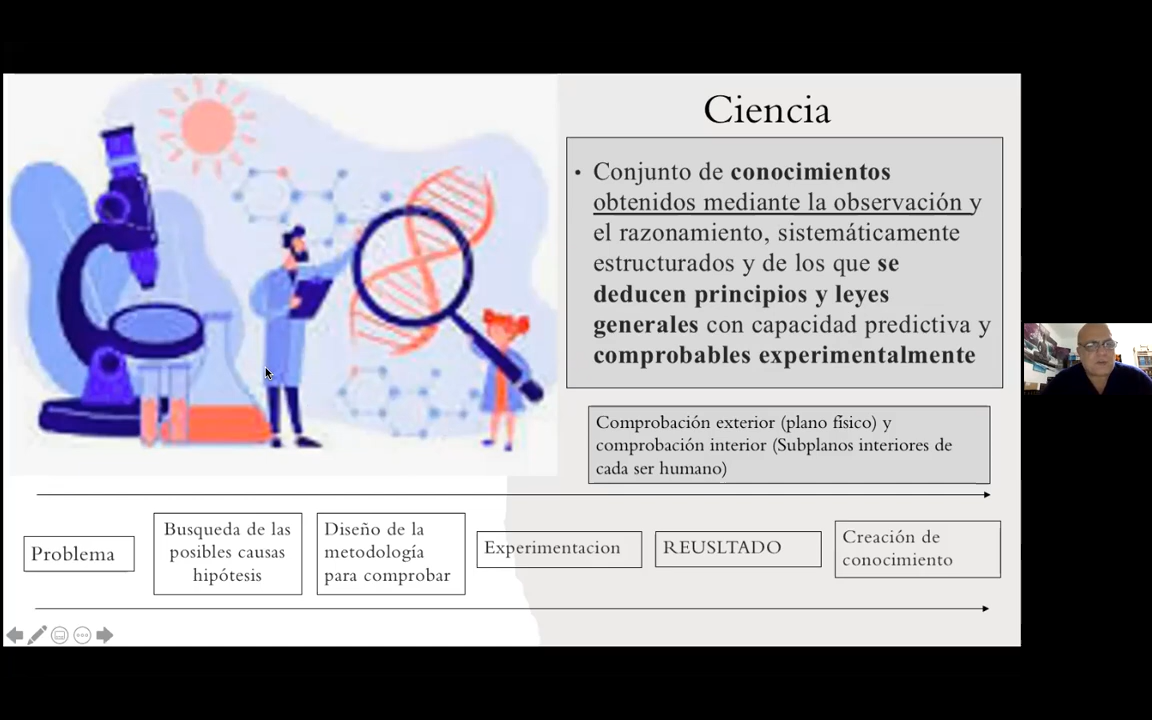 Ciencia
• Conjunto de conocimientos
obtenidos mediante la observación y
el razonamiento, sistemáticamente
estructurados y de los que se
deducen principios y leyes
generales con capacidad predictiva y
comprobables experimentalmente
Comprobación exterior (plano físico) y
comprobación interior (Subplanos interiores de
cada ser humano)
Problema
Busqueda de las
posibles causas
hipótesis
Diseño de la
metodología
para comprobar
Experimentacion
REUSLTADO
Creación de
conocimiento